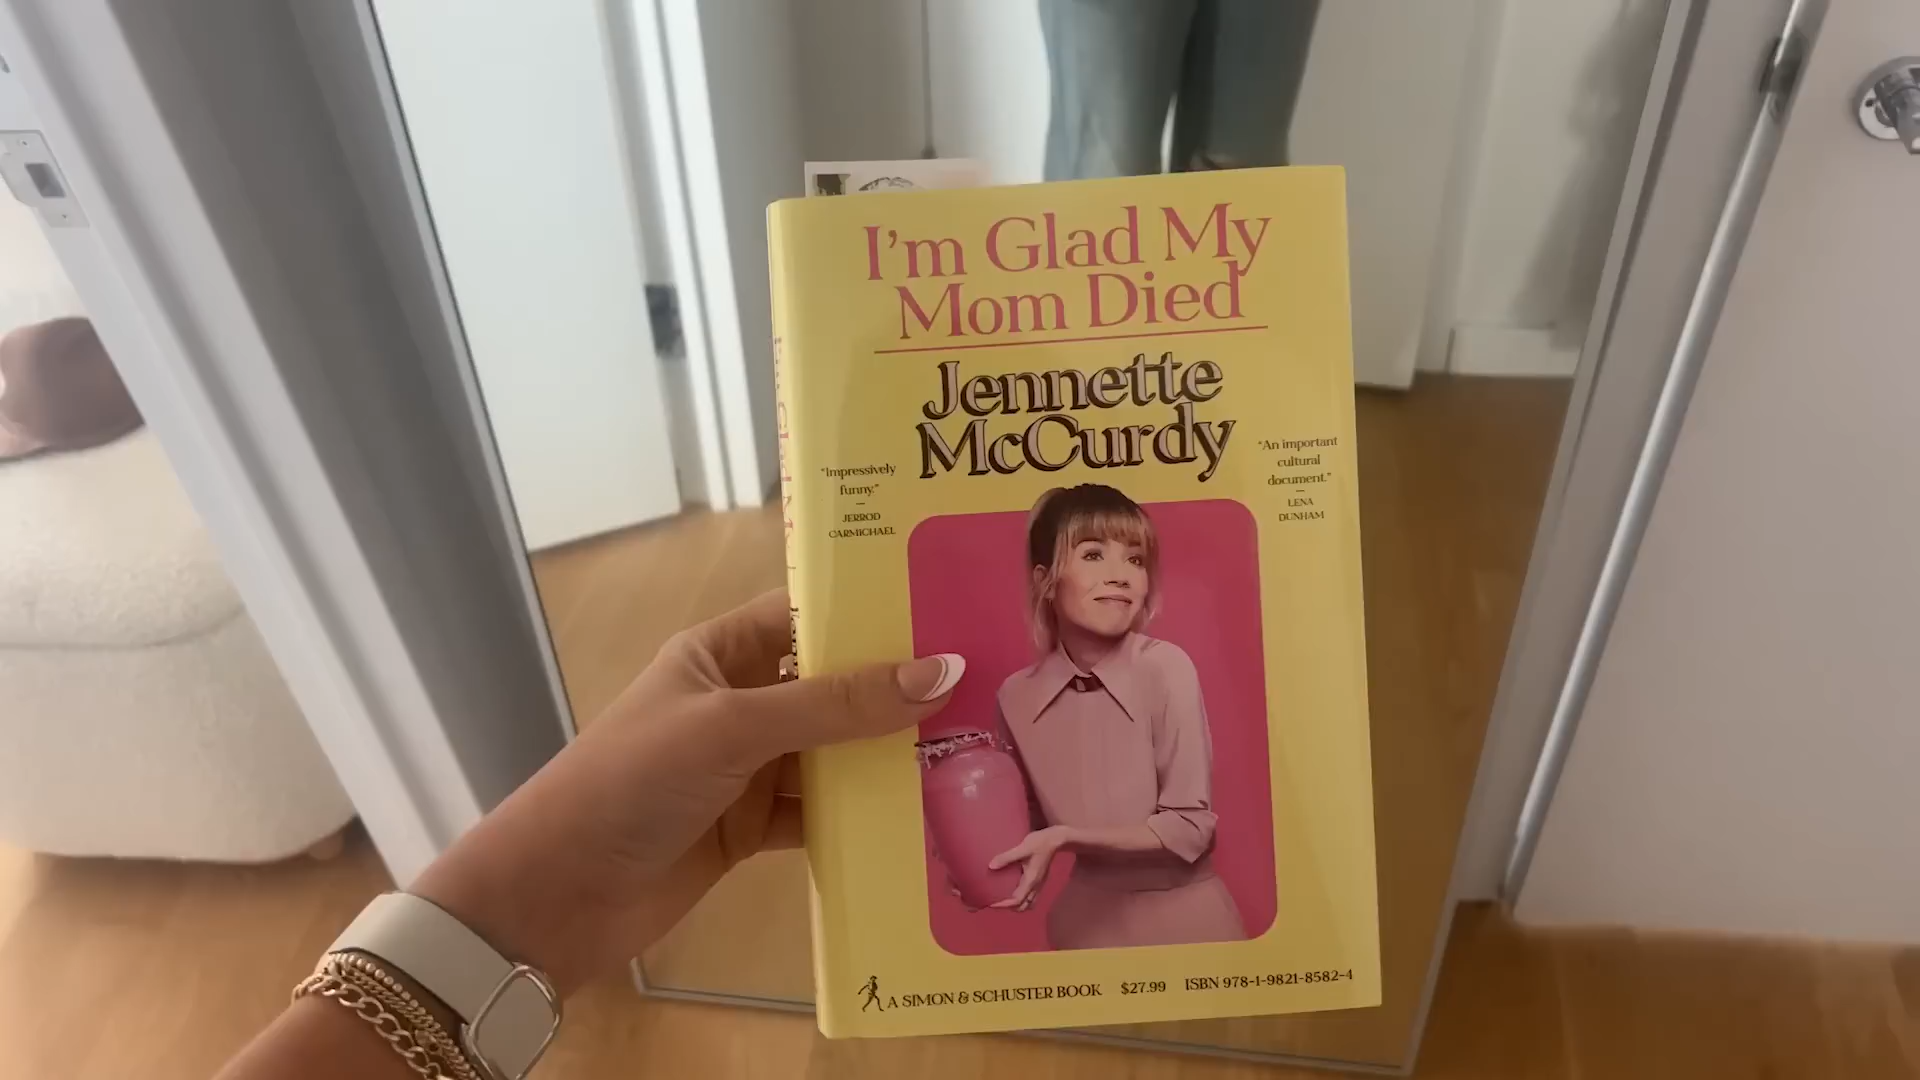 I'm Glad My
Mom Died
Jennette
McCurdy
"Impressively
funny."
—
JERROD
CARMICHAEL
"An important
cultural
document."
—
LENA
DUNHAM
A SIMON & SCHUSTER BOOK $27.99 ISBN 978-1-9821-8582-4